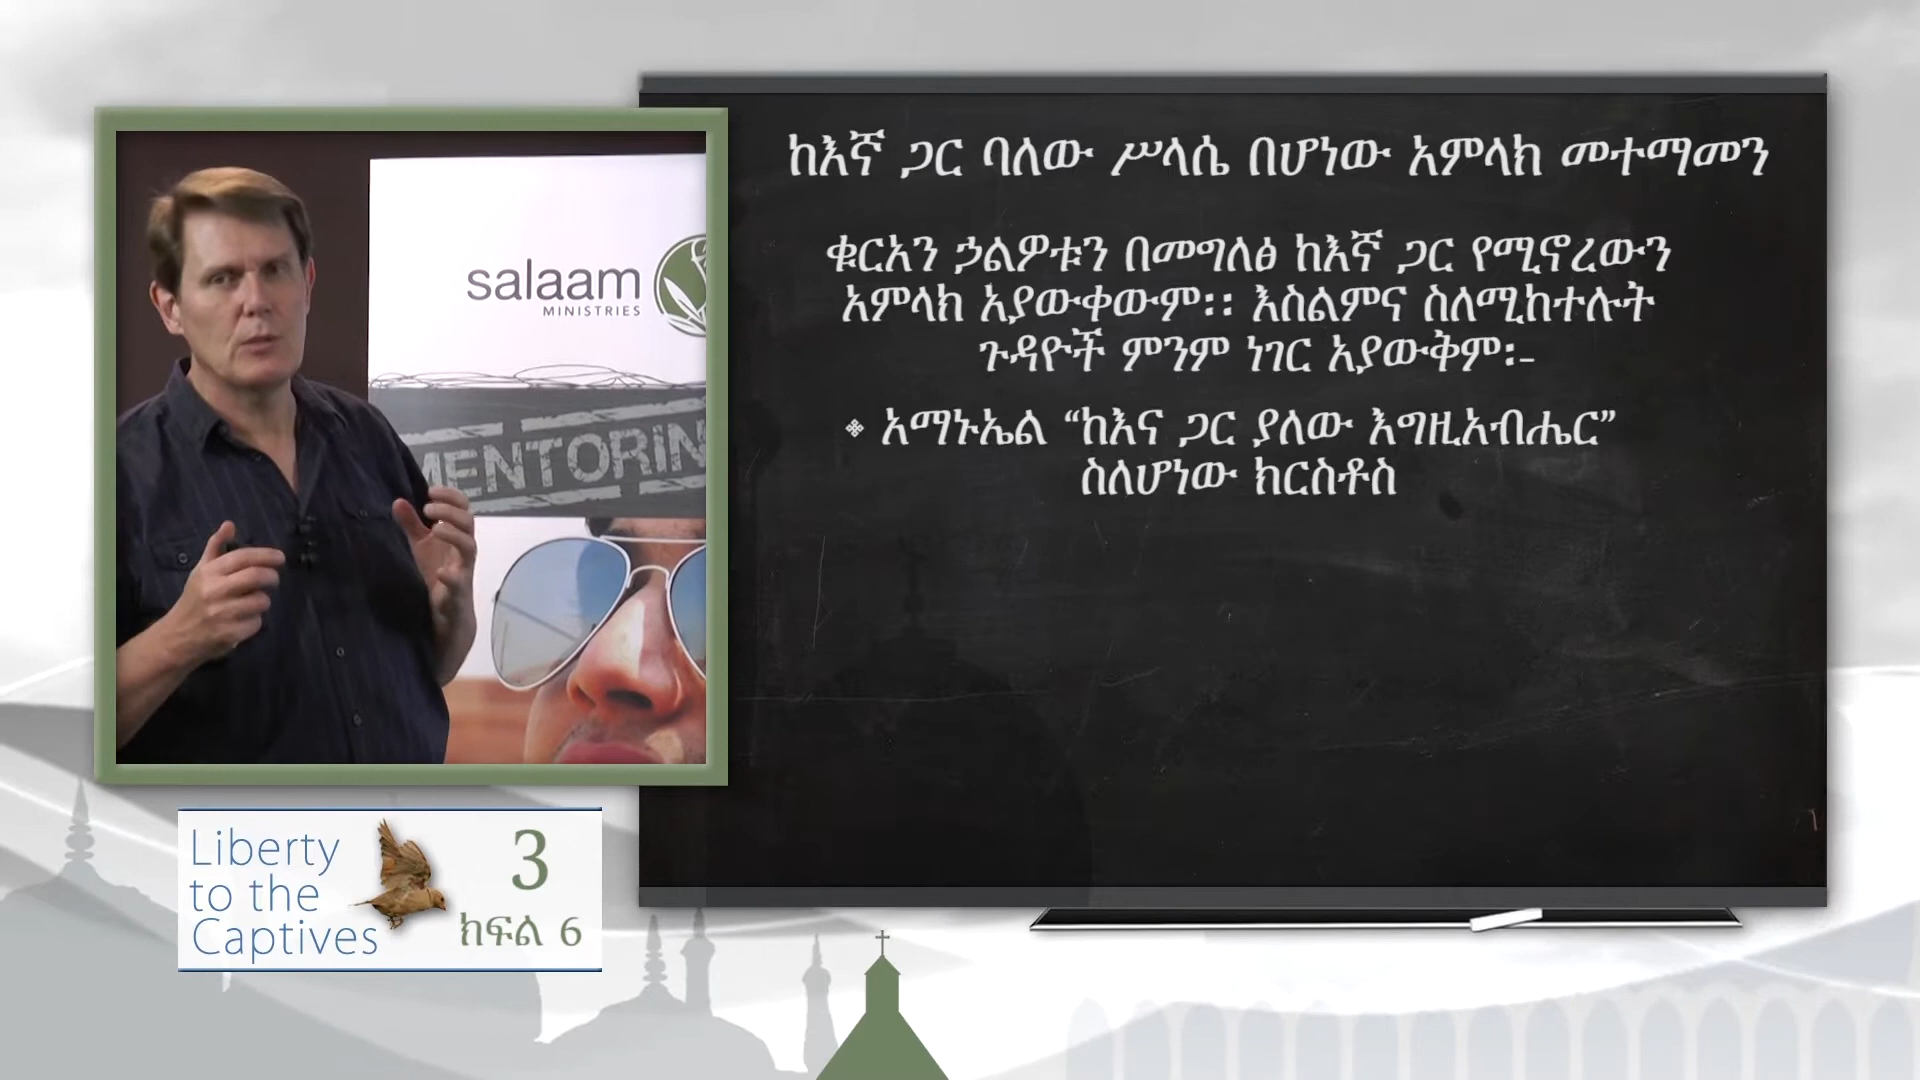 ከእኛ ጋር ባለው ሥላሴ በሆነው አምላክ መተማመን
ቁርአን ኃልዎቱን በመግለፅ ከእኛ ጋር የሚኖረውን
አምላክ አያውቀውም፡፡ እስልምና ስለሚከተሉት
ጉዳዮች ምንም ነገር አያውቅም፡-
❖ አማኑኤል “ከእና ጋር ያለው እግዚአብሔር”
ስለሆነው ክርስቶስ
salaam
MINISTRIES
MENTORIN
Liberty
to the
Captives
3
ክፍል 6